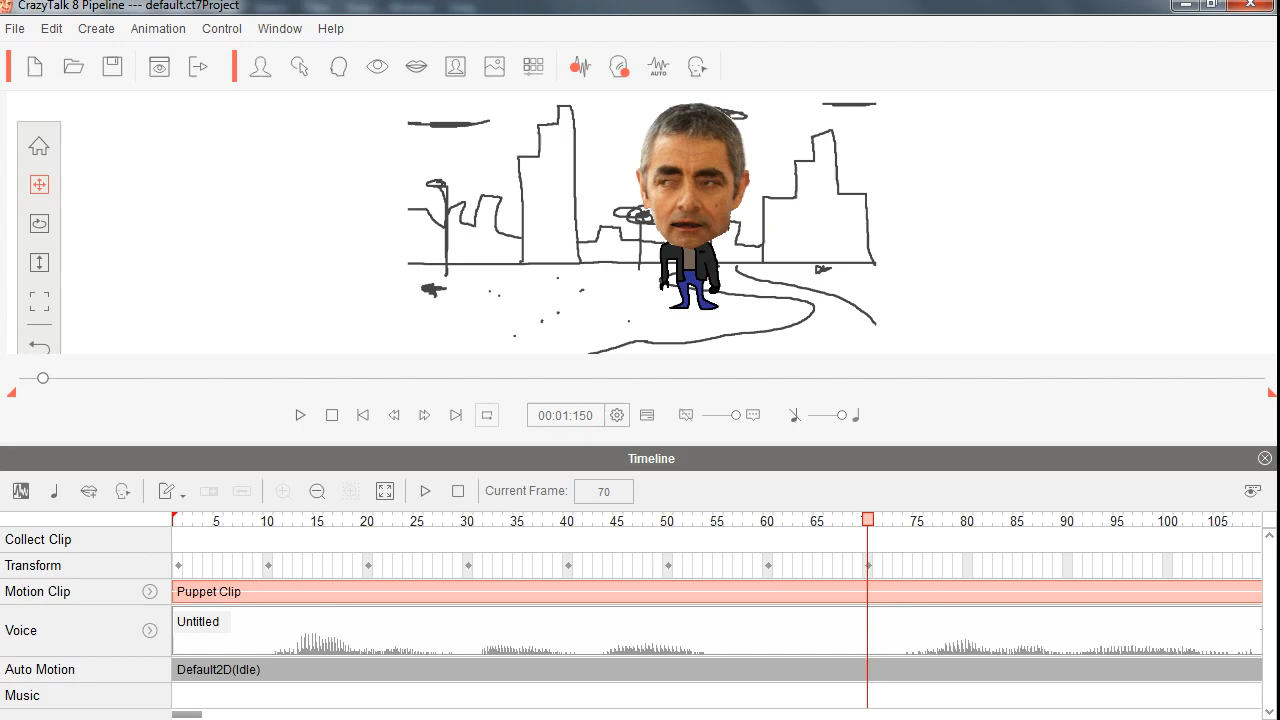 CrazyTalk 8 Pipeline --- default.ct7Project
File Edit Create Animation Control Window Help
AUTO
00:01:150
Timeline
Current Frame: 70
5 10 15 20 25 30 35 40 45 50 55 60 65 75 80 85 90 95 100 105
Collect Clip
Transform
Motion Clip Puppet Clip
Untitled
Voice
Auto Motion Default2D(Idle)
Music